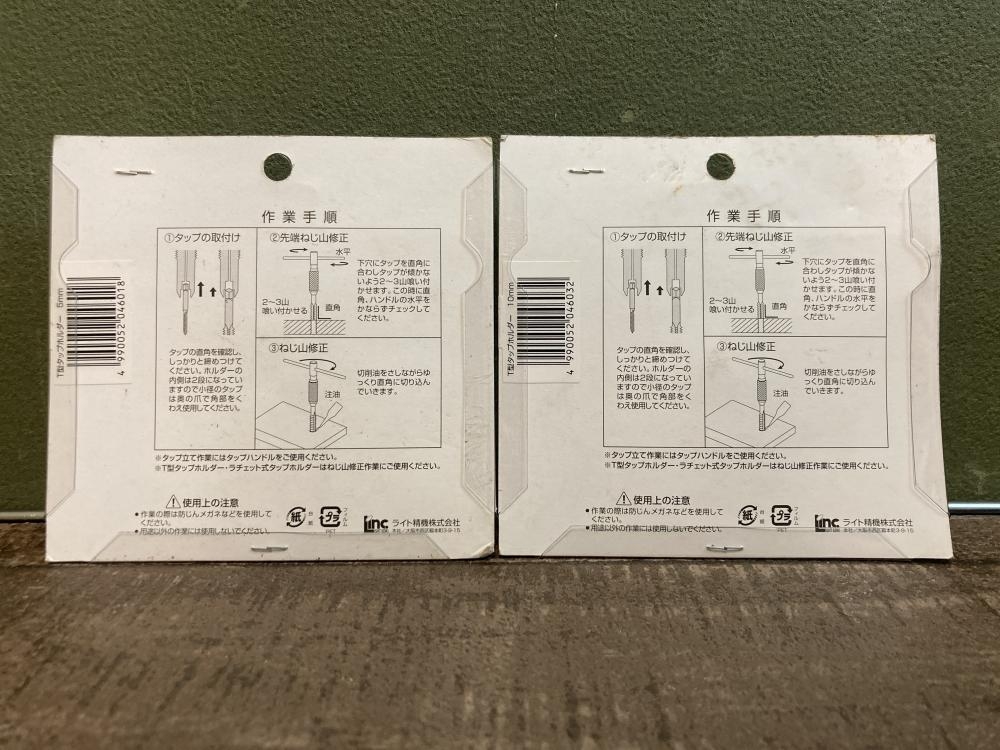 作業手順
①タップの取付け
タップの直角を確認し、
しっかりと締めつけて
ください。ホルダーの
内側は2段になってい
ますので小径のタップ
は奥の爪で角部をく
わえ使用してください。
②先端ねじ山修正
水平
2〜3山
喰い付かせる
直角
下穴にタップを直角に
合わしタップが傾かな
いよう2〜3山喰い付
かせます。この時に直
角、ハンドルの水平を
かならずチェックして
ください。
③ねじ山修正
注油
切削油をさしながらゆ
っくり直角に切り込ん
でいきます。
※タップ立て作業にはタップハンドルをご使用ください。
※T型タップホルダー・ラチェット式タップホルダーはねじ山修正作業にご使用ください。
⚠使用上の注意
●作業の際は防じんメガネなどを使用して
ください。
●用途以外の作業には使用しないでください。
紙
台紙
プラ
フィルム
PET
Linc ライト精機株式会社
T型タップホルダー 5mm
4 990052 046018
作業手順
①タップの取付け
タップの直角を確認し、
しっかりと締めつけて
ください。ホルダーの
内側は2段になってい
ますので小径のタップ
は奥の爪で角部をく
わえ使用してください。
②先端ねじ山修正
水平
2〜3山
喰い付かせる
直角
下穴にタップを直角に
合わしタップが傾かな
いよう2〜3山喰い付
かせます。この時に直
角、ハンドルの水平を
かならずチェックして
ください。
③ねじ山修正
注油
切削油をさしながらゆ
っくり直角に切り込ん
でいきます。
※タップ立て作業にはタップハンドルをご使用ください。
※T型タップホルダー・ラチェット式タップホルダーはねじ山修正作業にご使用ください。
⚠使用上の注意
●作業の際は防じんメガネなどを使用して
ください。
●用途以外の作業には使用しないでください。
紙
台紙
プラ
フィルム
PET
Linc ライト精機株式会社
T型タップホルダー 10mm
4 990052 046032